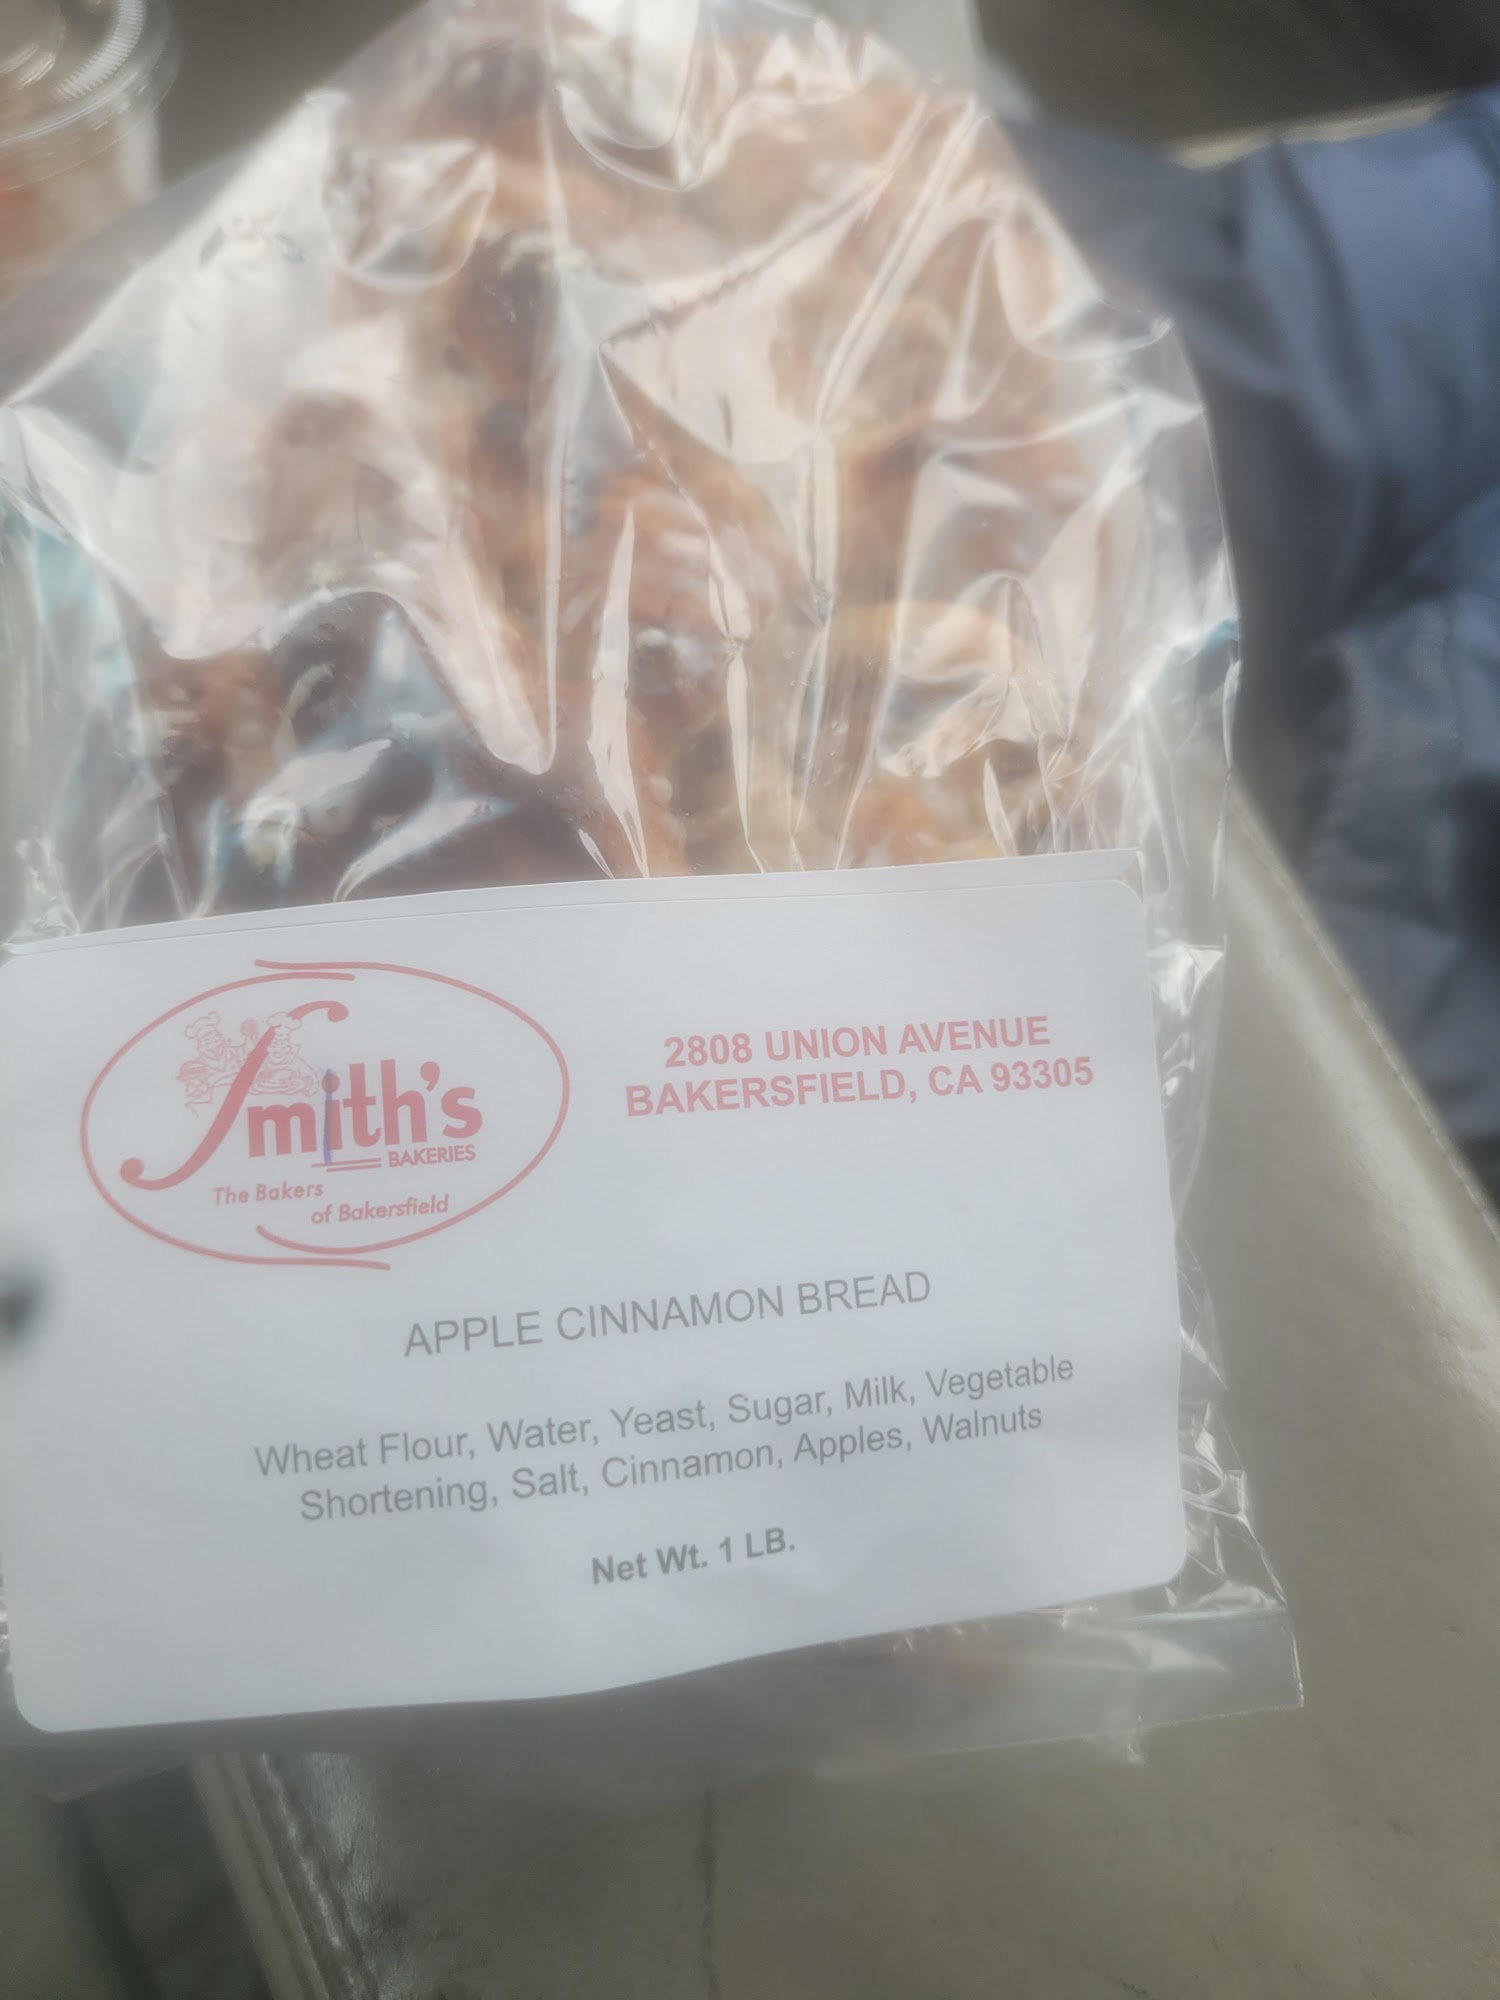 Smith's
BAKERIES
The Bakers
of Bakersfield
2808 UNION AVENUE
BAKERSFIELD, CA 93305
APPLE CINNAMON BREAD
Wheat Flour, Water, Yeast, Sugar, Milk, Vegetable
Shortening, Salt, Cinnamon, Apples, Walnuts
Net Wt. 1 LB.